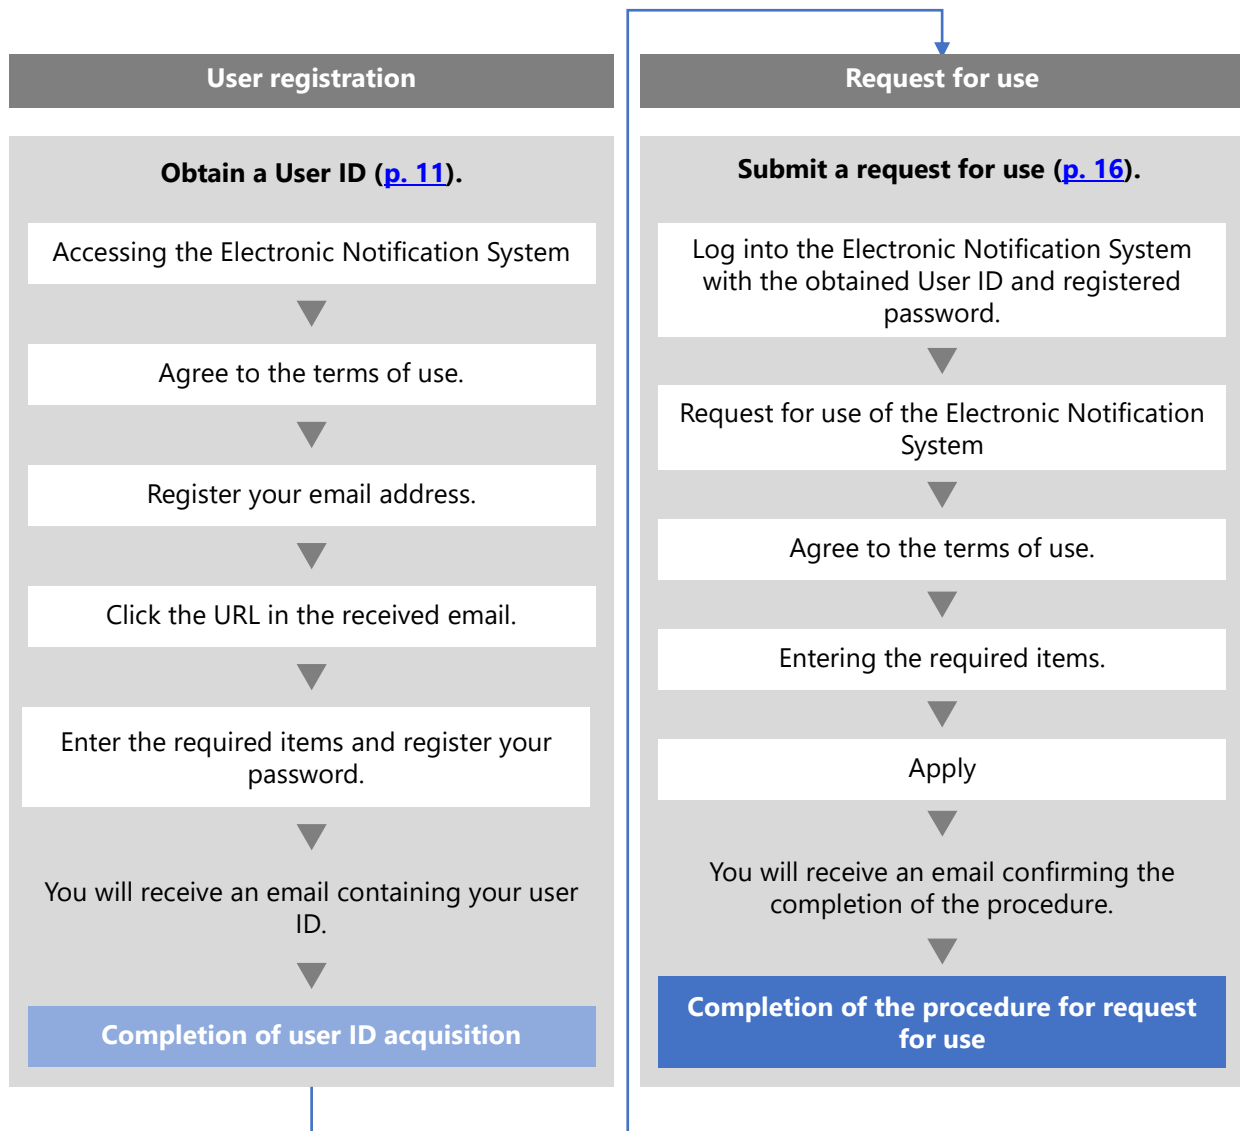 User registration
Obtain a User ID (p. 11).
Accessing the Electronic Notification System
Agree to the terms of use.
Register your email address.
Click the URL in the received email.
Enter the required items and register your
password.
You will receive an email containing your user
ID.
Completion of user ID acquisition
Request for use
Submit a request for use (p. 16).
Log into the Electronic Notification System
with the obtained User ID and registered
password.
Request for use of the Electronic Notification
System
Agree to the terms of use.
Entering the required items.
Apply
You will receive an email confirming the
completion of the procedure.
Completion of the procedure for request
for use